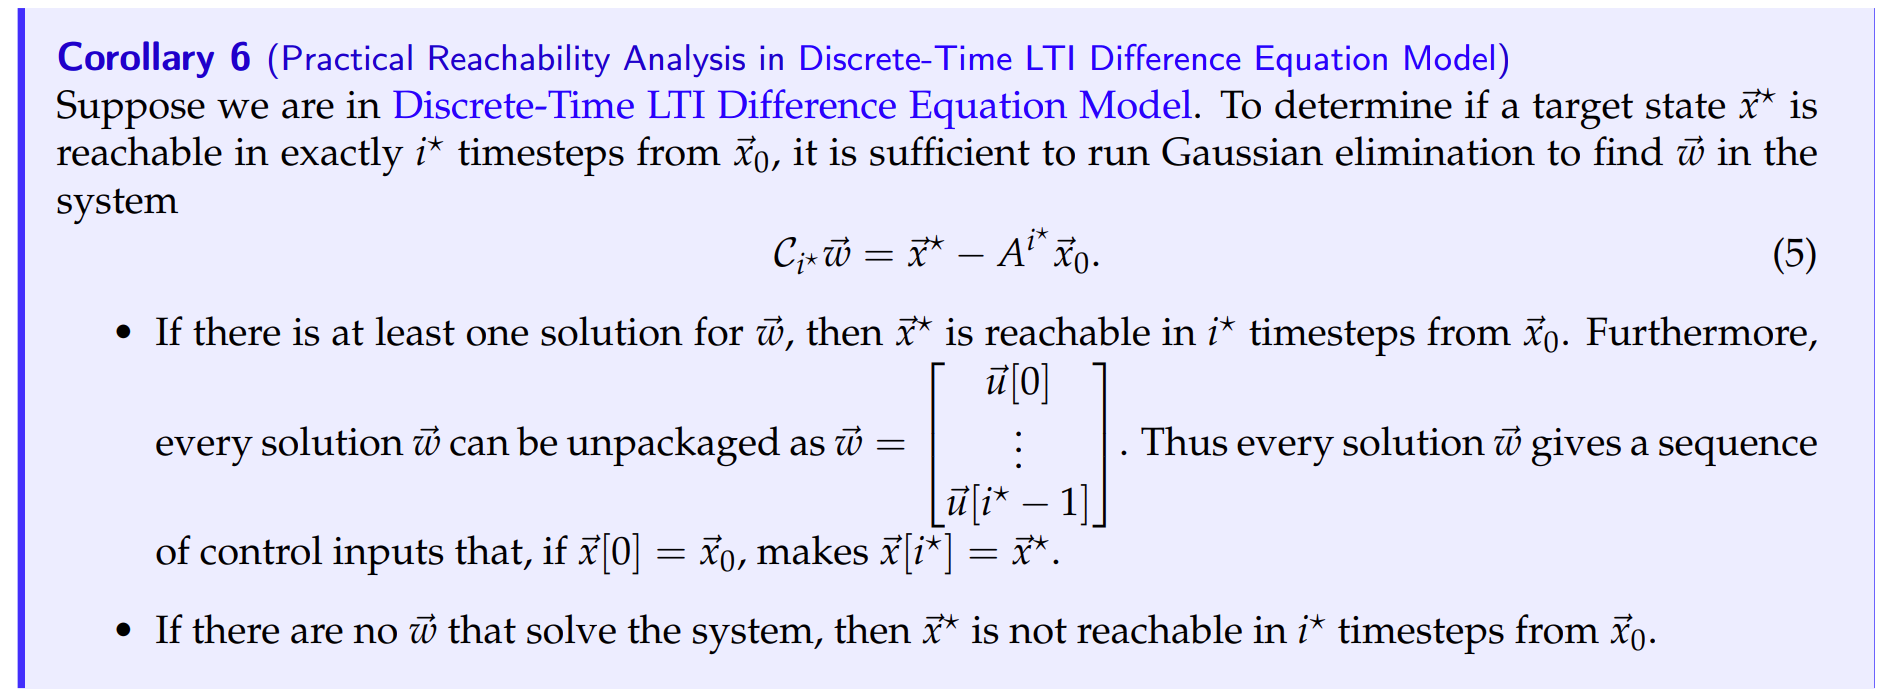 Corollary 6 (Practical Reachability Analysis in Discrete-Time LTI Difference Equation Model)
Suppose we are in Discrete-Time LTI Difference Equation Model. To determine if a target state $\vec{x}^\star$ is
reachable in exactly $i^\star$ timesteps from $\vec{x}_0$, it is sufficient to run Gaussian elimination to find $\vec{w}$ in the
system
$\mathcal{C}_{i^\star}\vec{w} = \vec{x}^\star - A^{i^\star}\vec{x}_0.$ (5)
• If there is at least one solution for $\vec{w}$, then $\vec{x}^\star$ is reachable in $i^\star$ timesteps from $\vec{x}_0$. Furthermore,
every solution $\vec{w}$ can be unpackaged as $\vec{w} = \begin{bmatrix} \vec{u}[0] \\ \vdots \\ \vec{u}[i^\star - 1] \end{bmatrix}$. Thus every solution $\vec{w}$ gives a sequence
of control inputs that, if $\vec{x}[0] = \vec{x}_0$, makes $\vec{x}[i^\star] = \vec{x}^\star$.
• If there are no $\vec{w}$ that solve the system, then $\vec{x}^\star$ is not reachable in $i^\star$ timesteps from $\vec{x}_0$.